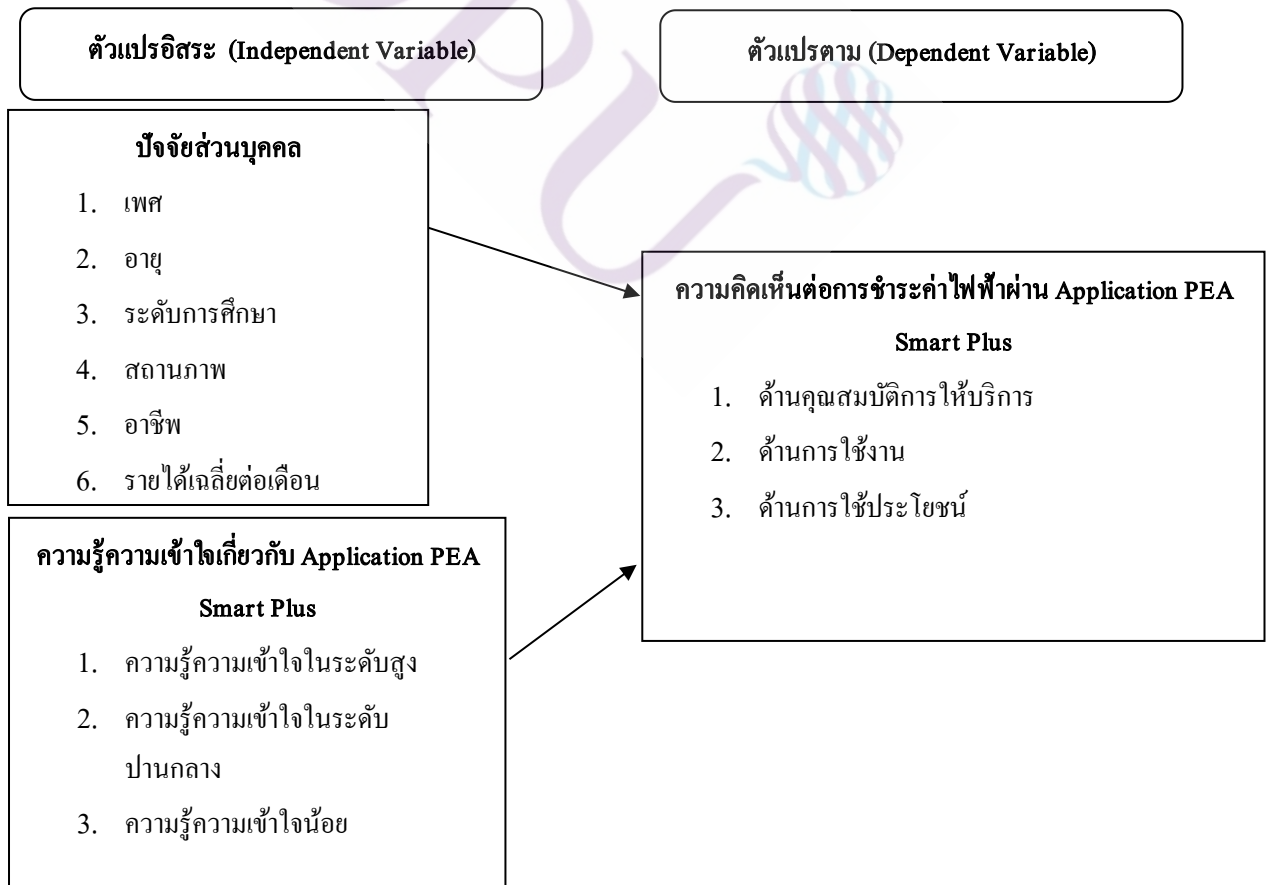 ตัวแปรอิสระ (Independent Variable)
ตัวแปรตาม (Dependent Variable)
ปัจจัยส่วนบุคคล
1. เพศ
2. อายุ
3. ระดับการศึกษา
4. สถานภาพ
5. อาชีพ
6. รายได้เฉลี่ยต่อเดือน
ความรู้ความเข้าใจเกี่ยวกับ Application PEA
Smart Plus
1. ความรู้ความเข้าใจในระดับสูง
2. ความรู้ความเข้าใจในระดับ
ปานกลาง
3. ความรู้ความเข้าใจน้อย
ความคิดเห็นต่อการชำระค่าไฟฟ้าผ่าน Application PEA
Smart Plus
1. ด้านคุณสมบัติการให้บริการ
2. ด้านการใช้งาน
3. ด้านการใช้ประโยชน์